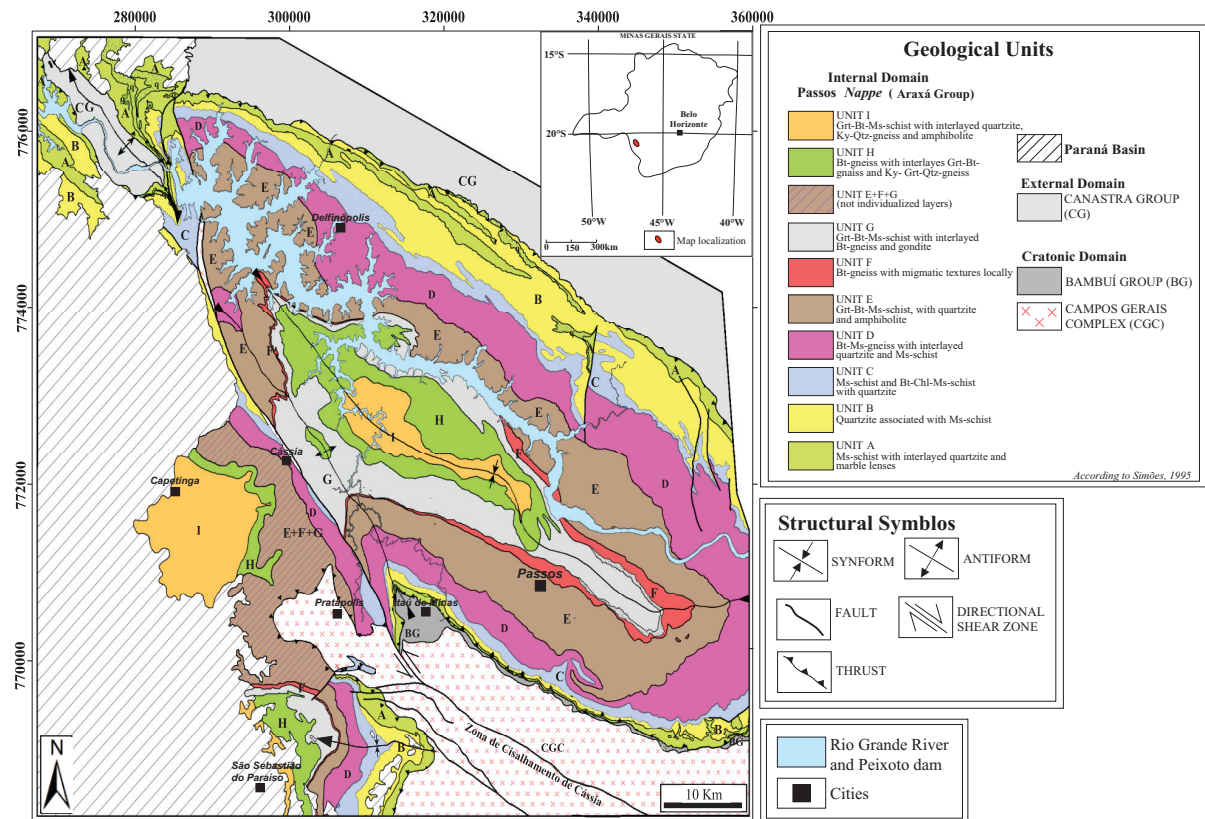 280000
300000
320000
340000
360000
776000
774000
772000
770000
MINAS GERAIS STATE
15°S
20°S
Belo
Horizonte
50°W
45°W
40°W
0 150 300km
Map localization
A
A
CG
A
q
B
A
B
D
A
E
CG
Delfinópolis
E
C
E
D
B
E
F
E
A
C
A
H
E
I
F
Cássia
G
E
D
Capetinga
D
E+F+G
I
H
Passos
F
Pratápolis
Itaú de Minas
BG
D
E
C
F
A
H
B
D
CGC
Zona de Cisalhamento de Cássia
B
BG
São Sebastião
do Paraíso
N
10 Km
Geological Units
Internal Domain
Passos Nappe ( Araxá Group)
UNIT I
Grt-Bt-Ms-schist with interlayed quartzite,
Ky-Qtz-gneiss and amphibolite
UNIT H
Bt-gneiss with interlayes Grt-Bt-
gnaiss and Ky- Grt-Qtz-gneiss
UNIT E+F+G
(not individualized layers)
UNIT G
Grt-Bt-Ms-schist with interlayed
Bt-gneiss and gondite
UNIT F
Bt-gneiss with migmatic textures locally
UNIT E
Grt-Bt-Ms-schist, with quartzite
and amphibolite
UNIT D
Bt-Ms-gneiss with interlayed
quartzite and Ms-schist
UNIT C
Ms-schist and Bt-Chl-Ms-schist
with quartzite
UNIT B
Quartzite associated with Ms-schist
UNIT A
Ms-schist with interlayed quartzite and
marble lenses
Paraná Basin
External Domain
CANASTRA GROUP
(CG)
Cratonic Domain
BAMBUÍ GROUP (BG)
CAMPOS GERAIS
COMPLEX (CGC)
According to Simões, 1995
Structural Symblos
SYNFORM
ANTIFORM
FAULT
DIRECTIONAL
SHEAR ZONE
THRUST
Rio Grande River
and Peixoto dam
Cities